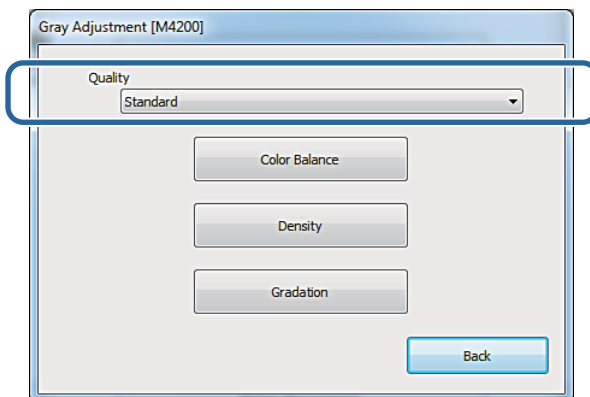 Gray Adjustment [M4200]
Quality
Standard
Color Balance
Density
Gradation
Back